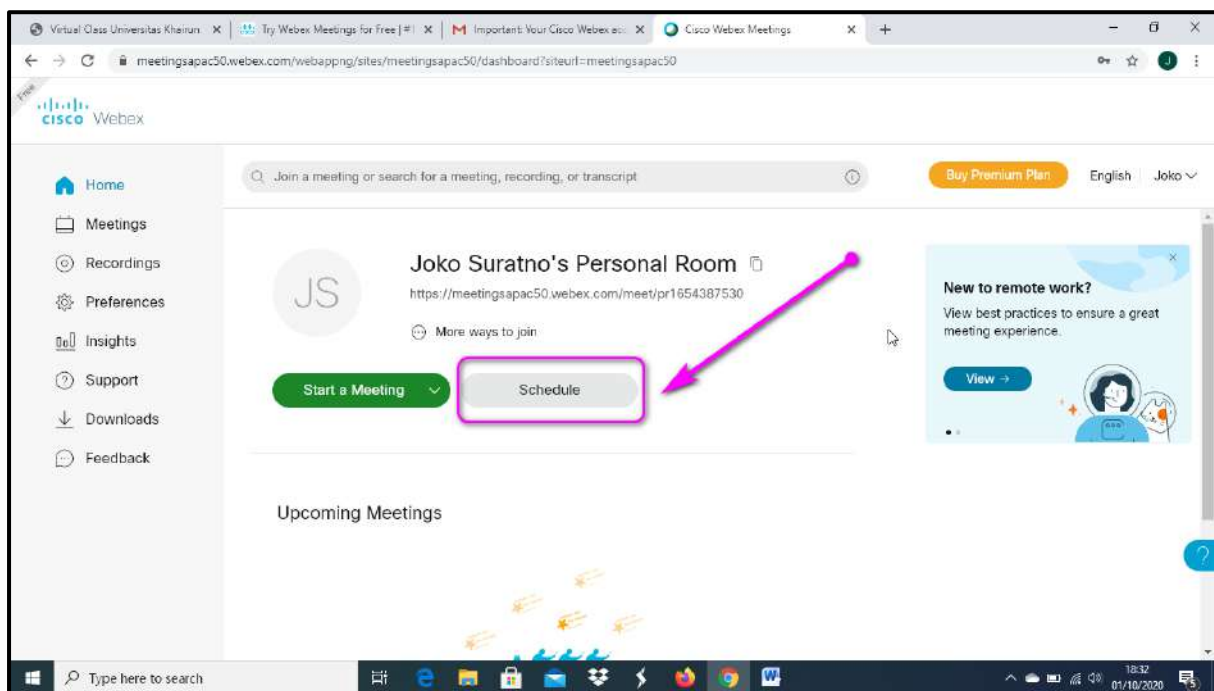 Virtual Class Universitas Khairun
Try Webex Meetings for Free | #1
Important: Your Cisco Webex acc
Cisco Webex Meetings
meetingsapac50.webex.com/webappng/sites/meetingsapac50/dashboard?siteurl=meetingsapac50
J
Free
cisco Webex
Home
Join a meeting or search for a meeting, recording, or transcript
Buy Premium Plan
English
Joko
Meetings
Recordings
Preferences
Insights
Support
Downloads
Feedback
JS
Joko Suratno's Personal Room
https://meetingsapac50.webex.com/meet/pr1654387530
More ways to join
Start a Meeting
Schedule
New to remote work?
View best practices to ensure a great
meeting experience.
View →
Upcoming Meetings
?
Type here to search
18:32
01/10/2020
5